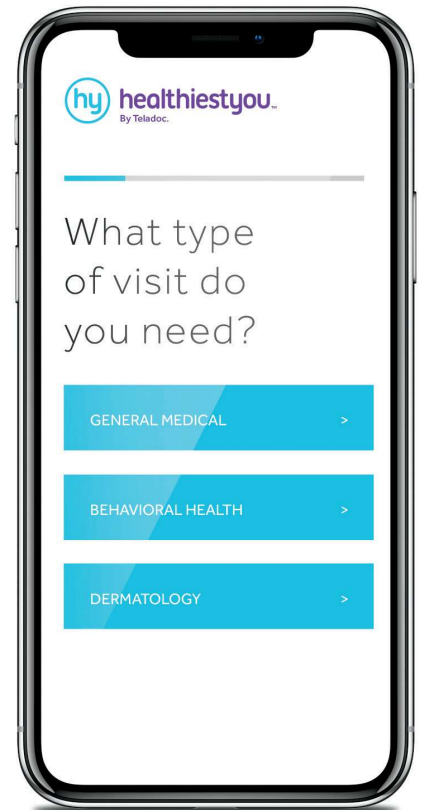 hy healthiestyou™
By Teladoc.
What type
of visit do
you need?
GENERAL MEDICAL >
BEHAVIORAL HEALTH >
DERMATOLOGY >